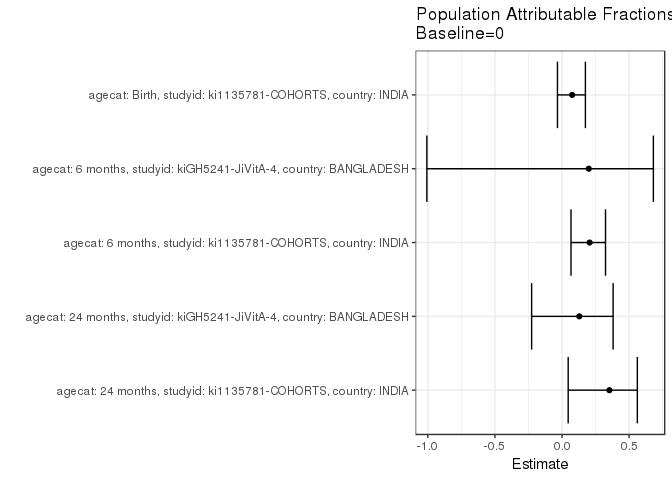 Population Attributable Fractions
Baseline=0
agecat: Birth, studyid: ki1135781-COHORTS, country: INDIA
agecat: 6 months, studyid: kiGH5241-JiVitA-4, country: BANGLADESH
agecat: 6 months, studyid: ki1135781-COHORTS, country: INDIA
agecat: 24 months, studyid: kiGH5241-JiVitA-4, country: BANGLADESH
agecat: 24 months, studyid: ki1135781-COHORTS, country: INDIA
-1.0 -0.5 0.0 0.5
Estimate